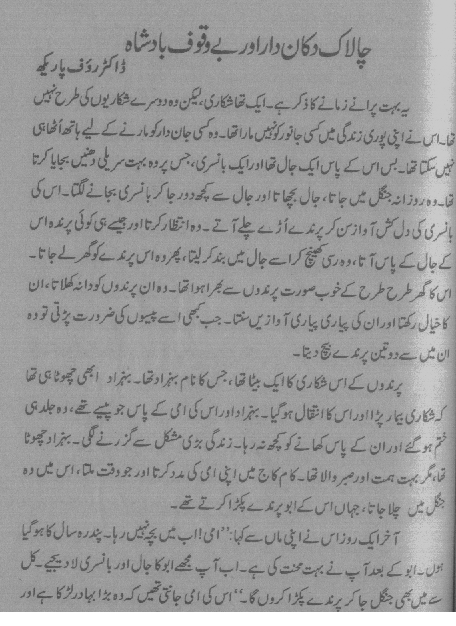 چالاک دکان دار اور بے وقوف بادشاہ
ڈاکٹر رؤف پاریکھ
یہ بہت پرانے زمانے کا ذکر ہے۔ ایک تھا شکاری، لیکن وہ دوسرے شکاریوں کی طرح نہیں
تھا۔ اس نے اپنی پوری زندگی میں کسی جانور کو نہیں مارا تھا۔ وہ کسی جان دار کو مارنے کے لیے ہاتھ اُٹھا ہی
نہیں سکتا تھا۔ بس اس کے پاس ایک جال تھا اور ایک بانسری، جس پر وہ بہت سریلی دھنیں بجایا کرتا
تھا۔ وہ روزانہ جنگل میں جاتا، جال بچھاتا اور جال سے کچھ دور جا کر بانسری بجانے لگتا۔ اس کی
بانسری کی دل کش آواز سن کر پرندے اُڑے چلے آتے۔ وہ انتظار کرتا اور جیسے ہی کوئی پرندہ اس
کے جال کے پاس آتا، وہ رسی کھینچ کر اسے جال میں بند کر لیتا، پھر وہ اس پرندے کو گھر لے جاتا۔
اس کا گھر طرح طرح کے خوب صورت پرندوں سے بھرا ہوا تھا۔ وہ ان پرندوں کو دانہ کھلاتا، ان
کا خیال رکھتا اور ان کی پیاری پیاری آوازیں سنتا۔ جب کبھی اسے پیسوں کی ضرورت پڑتی تو وہ
ان میں سے دو تین پرندے بیچ دیتا۔
پرندوں کے اس شکاری کا ایک بیٹا تھا، جس کا نام بہزاد تھا۔ بہزاد ابھی چھوٹا ہی تھا
کہ شکاری بیمار پڑا اور اس کا انتقال ہو گیا۔ بہزاد اور اس کی امی کے پاس جو پیسے تھے، وہ جلد ہی
ختم ہو گئے اور ان کے پاس کھانے کو کچھ نہ رہا۔ زندگی بڑی مشکل سے گزرنے لگی۔ بہزاد چھوٹا
تھا، مگر بہت ہمت اور صبر والا تھا۔ کام کاج میں اپنی امی کی مدد کرتا اور جو وقت ملتا، اس میں وہ
جنگل میں چلا جاتا، جہاں اس کے ابو پرندے پکڑا کرتے تھے۔
آخر ایک روز اس نے اپنی ماں سے کہا: ”امی! اب میں بچہ نہیں رہا۔ پندرہ سال کا ہو گیا
ہوں۔ ابو کے بعد آپ نے بہت محنت کی ہے۔ اب آپ مجھے ابو کا جال اور بانسری لا دیجیے۔ کل
سے میں بھی جنگل جا کر پرندے پکڑا کروں گا۔“ اس کی امی جانتی تھیں کہ وہ بڑا بہادر لڑکا ہے اور